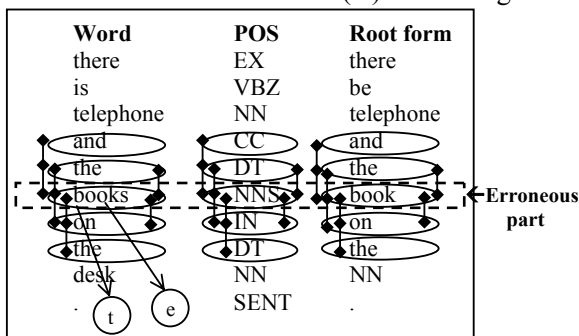 Word POS Root form
there EX there
is VBZ be
telephone NN telephone
and CC and
the DT the
books NNS book
on IN on
the DT the
desk NN NN
. SENT .
t e
Erroneous
part